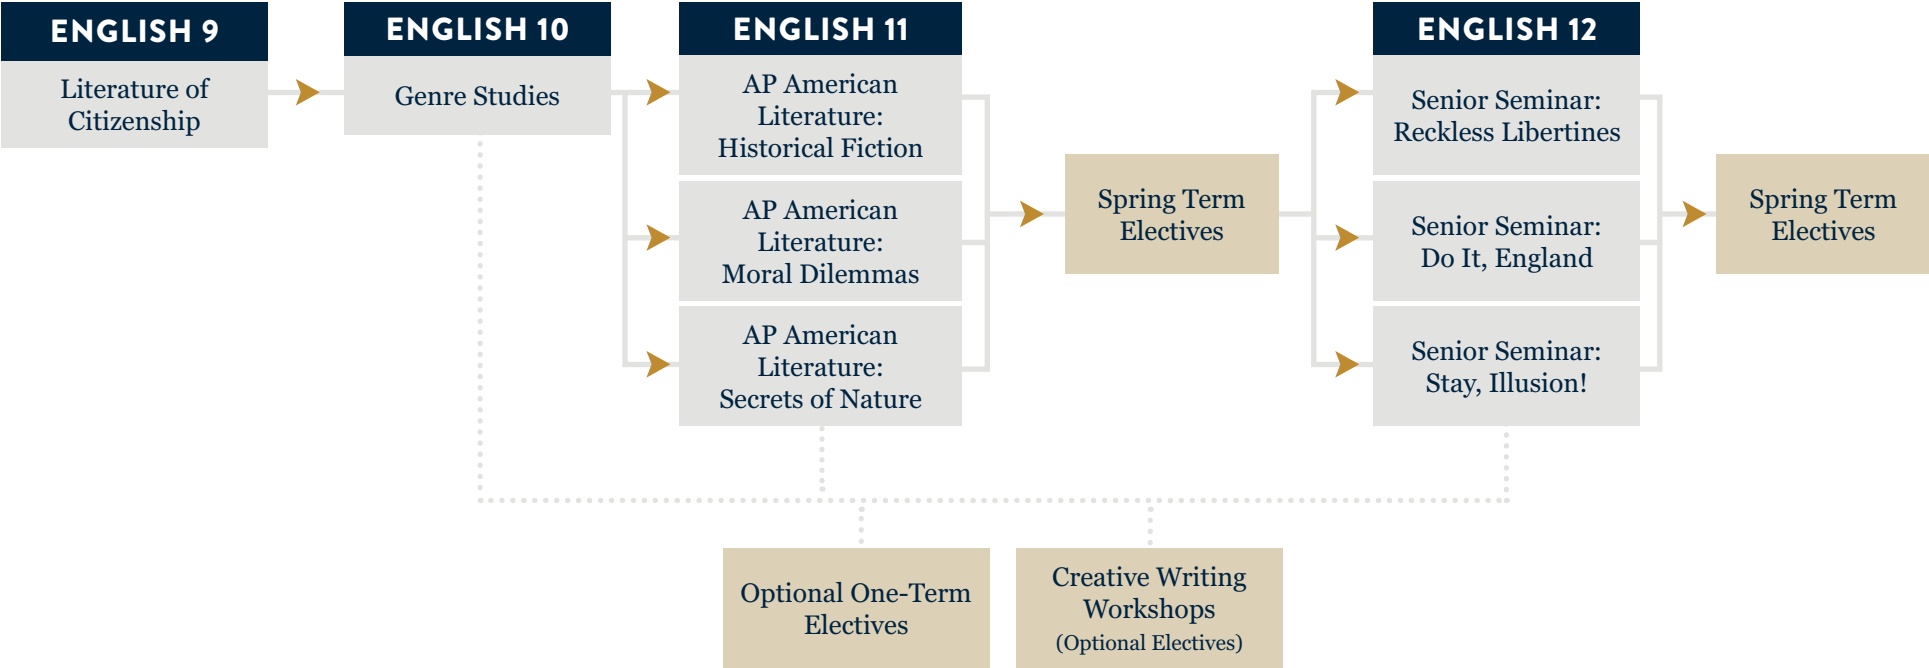 ENGLISH 9
Literature of
Citizenship
ENGLISH 10
Genre Studies
ENGLISH 11
AP American
Literature:
Historical Fiction
AP American
Literature:
Moral Dilemmas
AP American
Literature:
Secrets of Nature
Spring Term
Electives
ENGLISH 12
Senior Seminar:
Reckless Libertines
Senior Seminar:
Do It, England
Senior Seminar:
Stay, Illusion!
Spring Term
Electives
Optional One-Term
Electives
Creative Writing
Workshops
(Optional Electives)